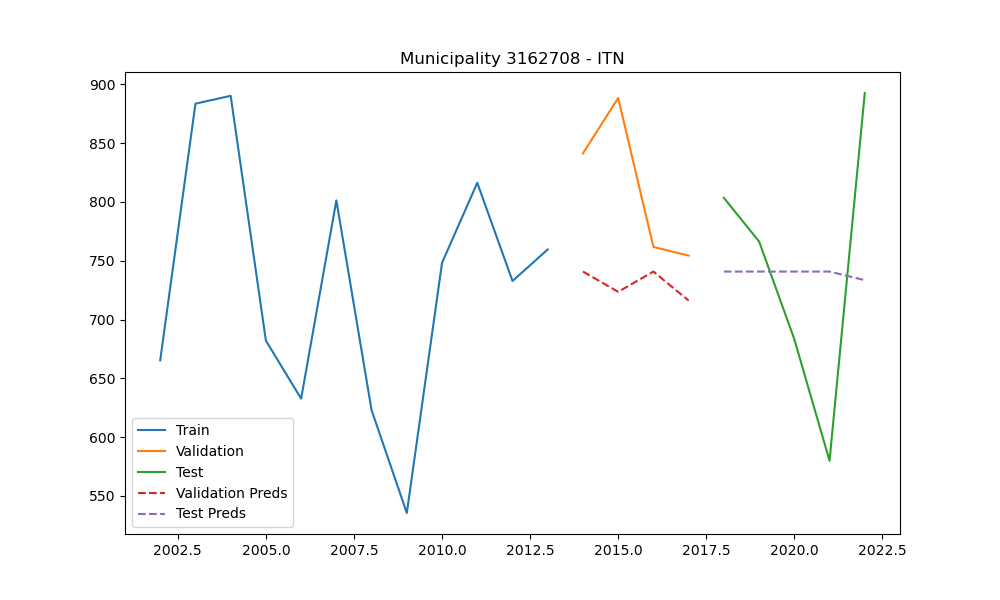 Municipality 3162708 - ITN
900
850
800
750
700
650
600
550
Train
Validation
Test
Validation Preds
Test Preds
2002.5 2005.0 2007.5 2010.0 2012.5 2015.0 2017.5 2020.0 2022.5